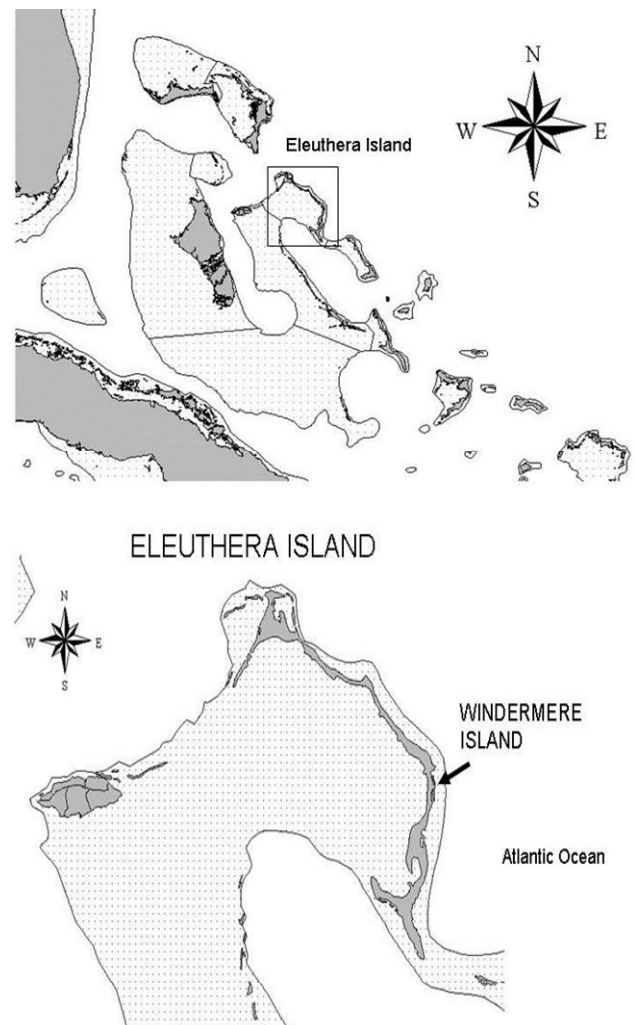 N
Eleuthera Island
W E
S
ELEUTHERA ISLAND
N
W E
S
WINDERMERE
ISLAND
Atlantic Ocean